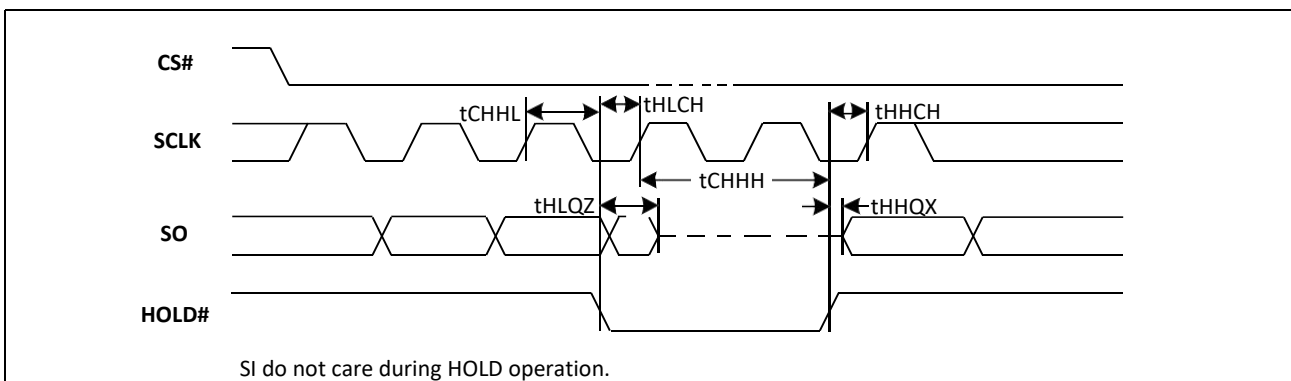 CS#
tCHHL
tHLCH
tHHCH
SCLK
tCHHH
tHLQZ
tHHQX
SO
HOLD#
SI do not care during HOLD operation.